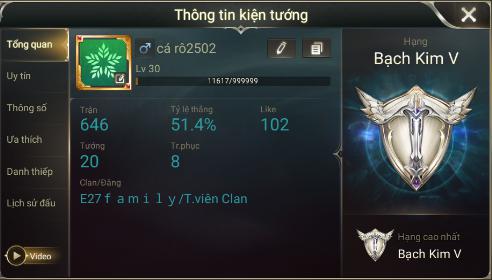 Thông tin kiện tướng
Tổng quan
Uy tín
Thông số
Ưa thích
Danh thiếp
Lịch sử đấu
Video
cá rô2502
Lv 30
11617/999999
Trận
Tỷ lệ thắng
Like
646
51.4%
102
Tướng
Tr.phục
20
8
Clan/Đăng
E27 f a m i l y /T.viên Clan
Hạng
Bạch Kim V
Hạng cao nhất
Bạch Kim V